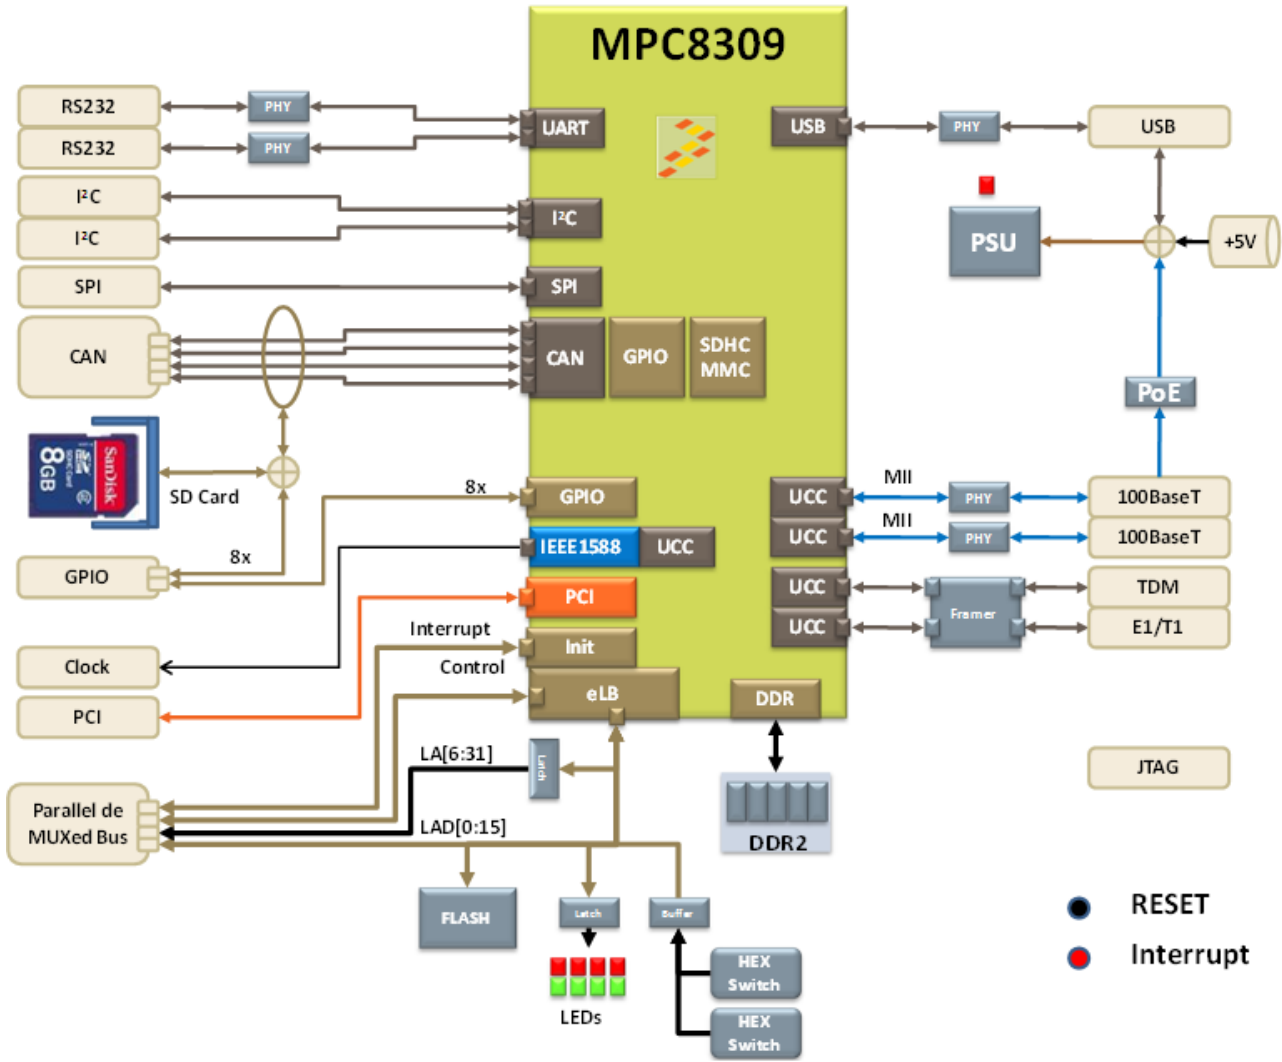 MPC8309
RS232
PHY
RS232
PHY
UART
USB
PHY
USB
I²C
I²C
I²C
PSU
+5V
SPI
SPI
CAN
CAN
GPIO
SDHC
MMC
PoE
SanDisk
SDHC Card
8GB
SD Card
8x
GPIO
UCC
MII
PHY
100BaseT
IEEE1588
UCC
UCC
MII
PHY
100BaseT
GPIO
8x
PCI
UCC
Framer
TDM
UCC
E1/T1
Interrupt
Init
Clock
Control
eLB
DDR
PCI
LA[6:31]
Latch
JTAG
Parallel de
MUXed Bus
LAD[0:15]
DDR2
FLASH
Latch
Buffer
RESET
Interrupt
HEX
Switch
LEDs
HEX
Switch